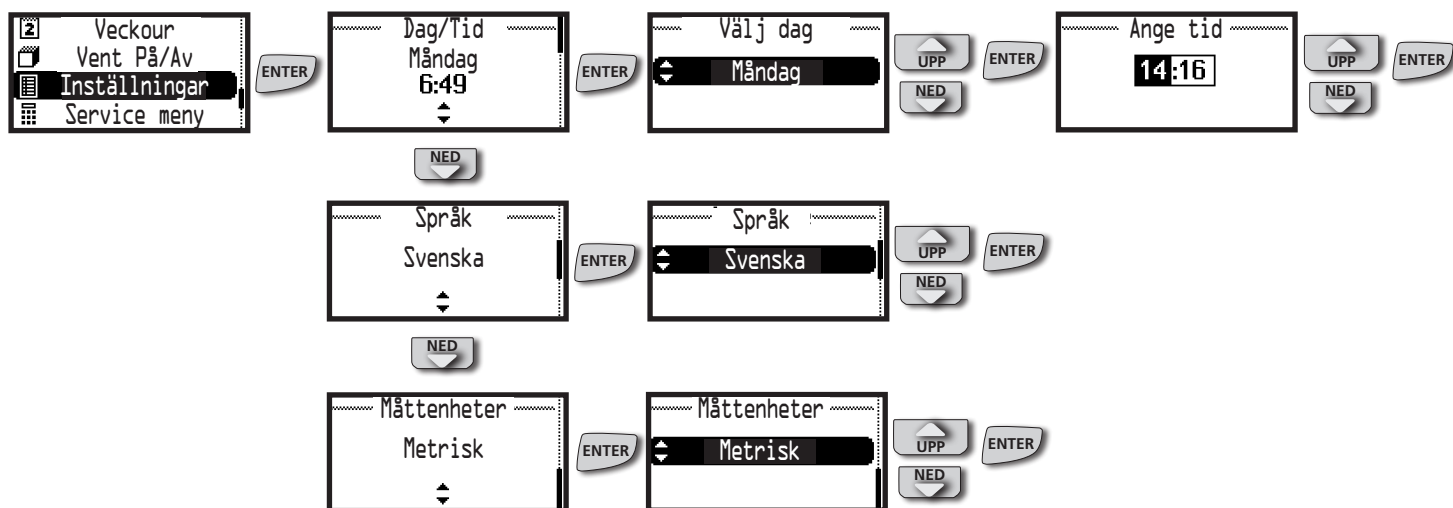 2 Veckour
Vent På/Av
Inställningar
Service meny
ENTER
Dag/Tid
Måndag
6:49
ENTER
Välj dag
Måndag
UPP
NED
ENTER
Ange tid
14:16
UPP
NED
ENTER
NED
Språk
Svenska
ENTER
Språk
Svenska
UPP
NED
ENTER
NED
Måttenheter
Metrisk
ENTER
Måttenheter
Metrisk
UPP
NED
ENTER